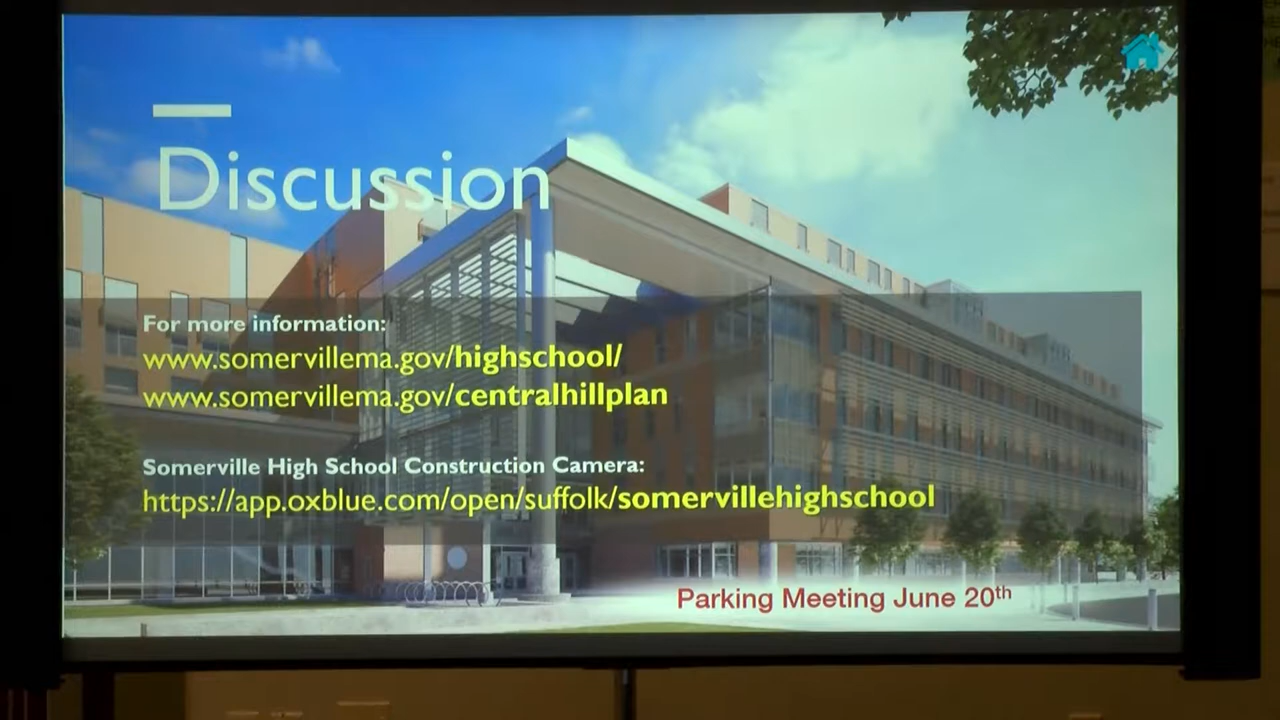 Discussion
For more information:
www.somervillema.gov/highschool/
www.somervillema.gov/centralhillplan
Somerville High School Construction Camera:
https://app.oxblue.com/open/suffolk/somervillehighschool
Parking Meeting June 20th